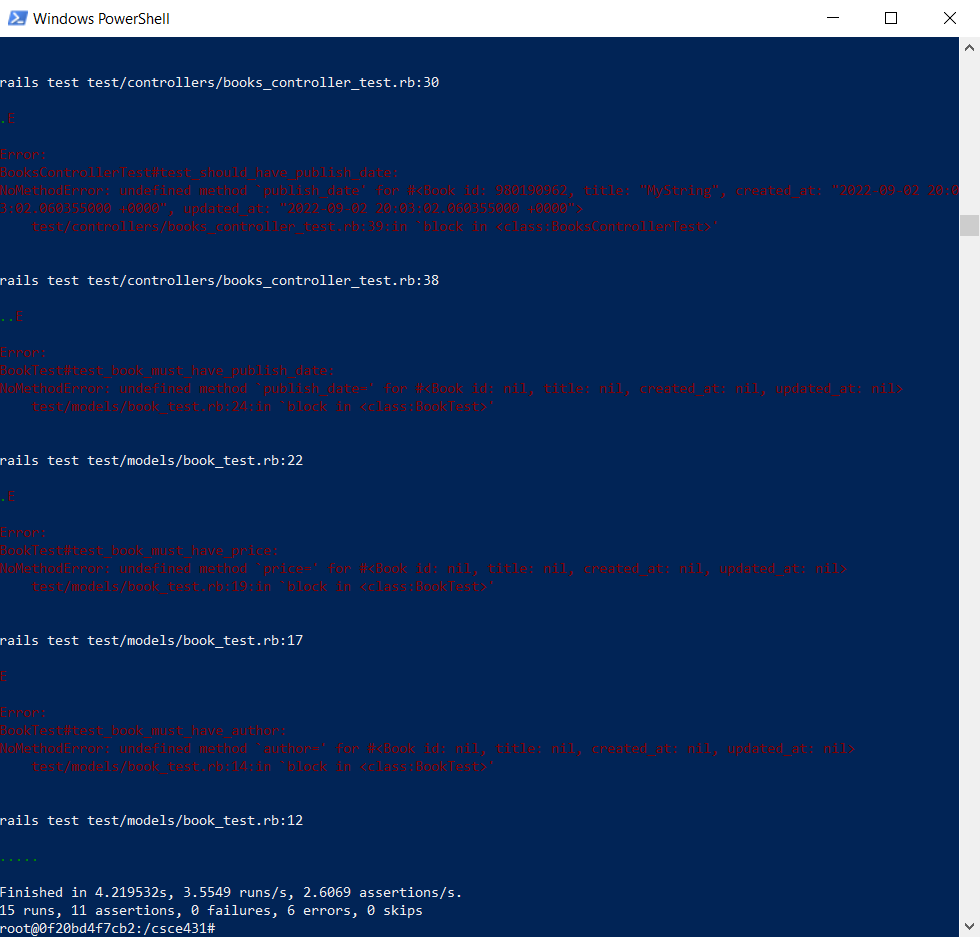 Windows PowerShell
rails test test/controllers/books_controller_test.rb:30
.E
Error:
BooksControllerTest#test_should_have_publish_date:
NoMethodError: undefined method `publish_date' for #<Book id: 980190962, title: "MyString", created_at: "2022-09-02 20:0
3:02.060355000 +0000", updated_at: "2022-09-02 20:03:02.060355000 +0000">
    test/controllers/books_controller_test.rb:39:in `block in <class:BooksControllerTest>'
rails test test/controllers/books_controller_test.rb:38
..E
Error:
BookTest#test_book_must_have_publish_date:
NoMethodError: undefined method `publish_date=' for #<Book id: nil, title: nil, created_at: nil, updated_at: nil>
    test/models/book_test.rb:24:in `block in <class:BookTest>'
rails test test/models/book_test.rb:22
.E
Error:
BookTest#test_book_must_have_price:
NoMethodError: undefined method `price=' for #<Book id: nil, title: nil, created_at: nil, updated_at: nil>
    test/models/book_test.rb:19:in `block in <class:BookTest>'
rails test test/models/book_test.rb:17
E
Error:
BookTest#test_book_must_have_author:
NoMethodError: undefined method `author=' for #<Book id: nil, title: nil, created_at: nil, updated_at: nil>
    test/models/book_test.rb:14:in `block in <class:BookTest>'
rails test test/models/book_test.rb:12
.....
Finished in 4.219532s, 3.5549 runs/s, 2.6069 assertions/s.
15 runs, 11 assertions, 0 failures, 6 errors, 0 skips
root@0f20bd4f7cb2:/csce431#